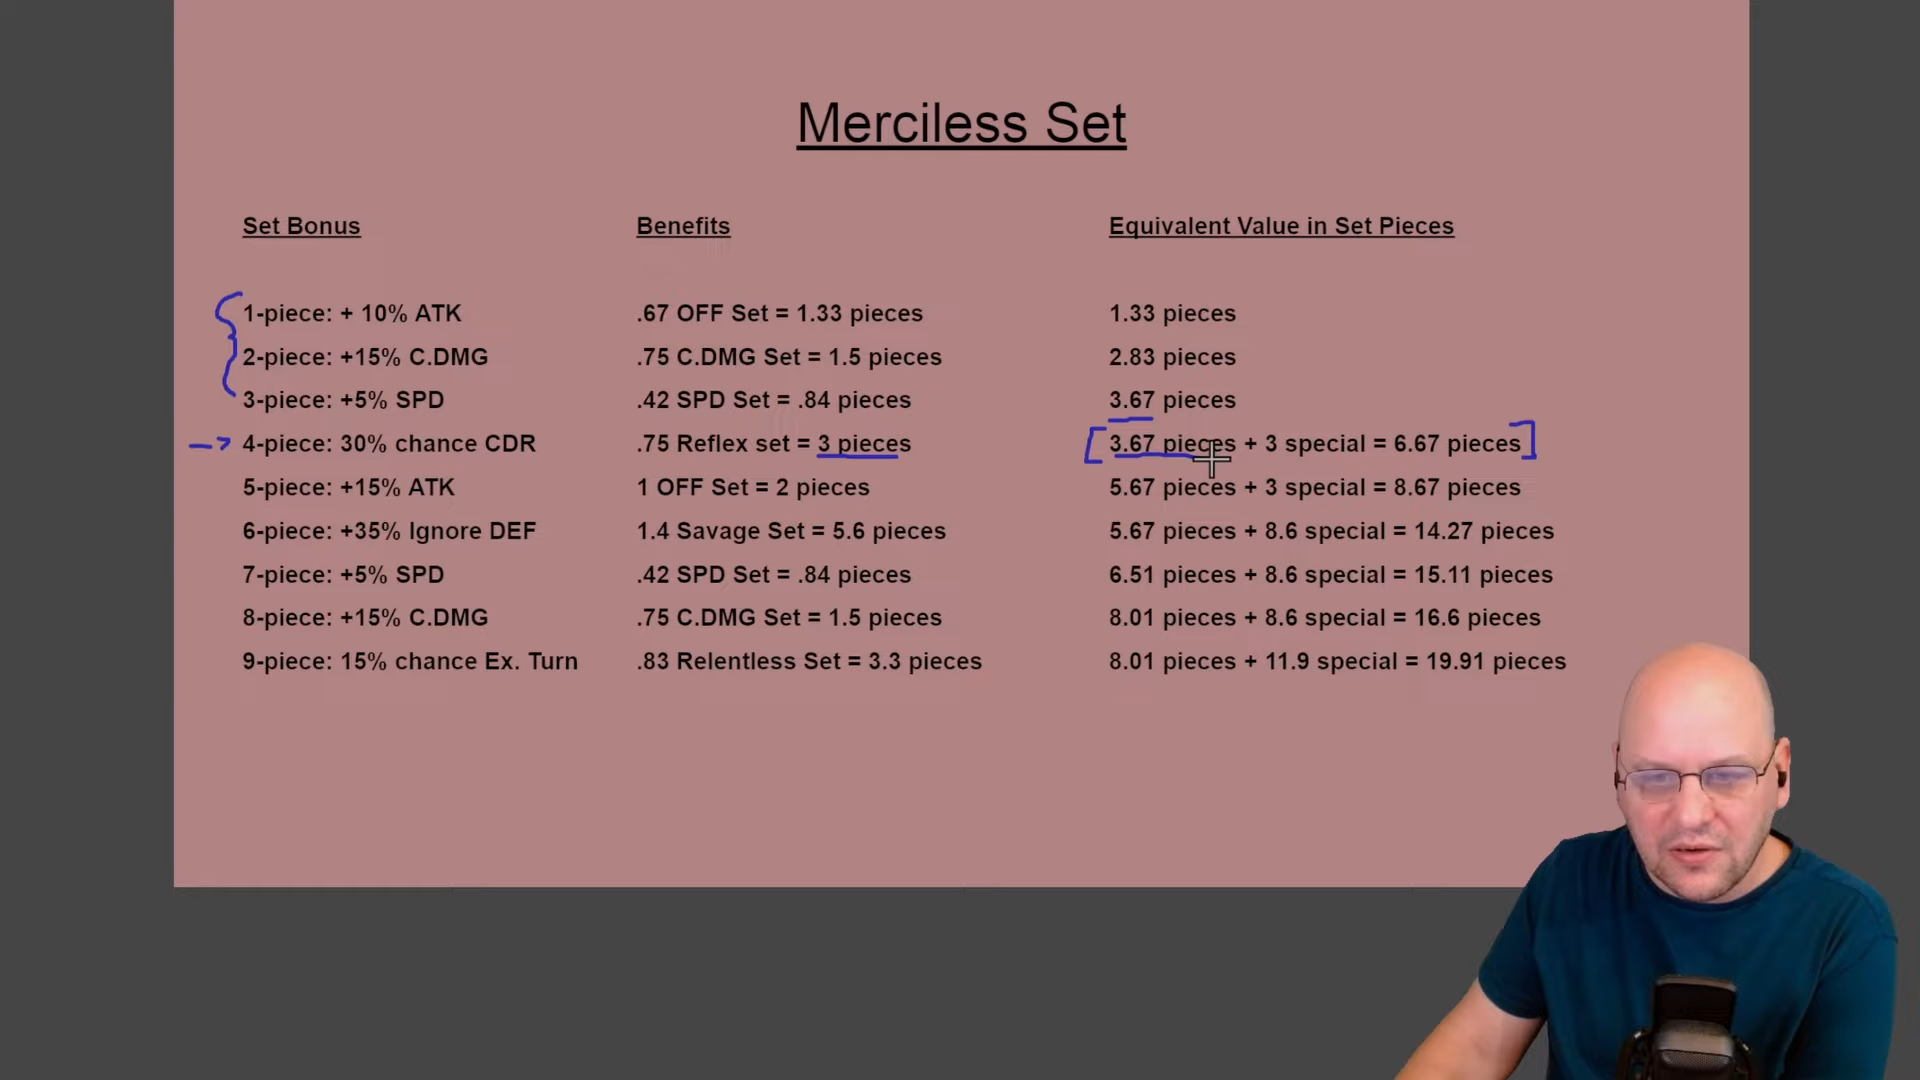 Merciless Set
Set Bonus Benefits Equivalent Value in Set Pieces
1-piece: + 10% ATK .67 OFF Set = 1.33 pieces 1.33 pieces
2-piece: +15% C.DMG .75 C.DMG Set = 1.5 pieces 2.83 pieces
3-piece: +5% SPD .42 SPD Set = .84 pieces 3.67 pieces
4-piece: 30% chance CDR .75 Reflex set = 3 pieces 3.67 pieces + 3 special = 6.67 pieces
5-piece: +15% ATK 1 OFF Set = 2 pieces 5.67 pieces + 3 special = 8.67 pieces
6-piece: +35% Ignore DEF 1.4 Savage Set = 5.6 pieces 5.67 pieces + 8.6 special = 14.27 pieces
7-piece: +5% SPD .42 SPD Set = .84 pieces 6.51 pieces + 8.6 special = 15.11 pieces
8-piece: +15% C.DMG .75 C.DMG Set = 1.5 pieces 8.01 pieces + 8.6 special = 16.6 pieces
9-piece: 15% chance Ex. Turn .83 Relentless Set = 3.3 pieces 8.01 pieces + 11.9 special = 19.91 pieces